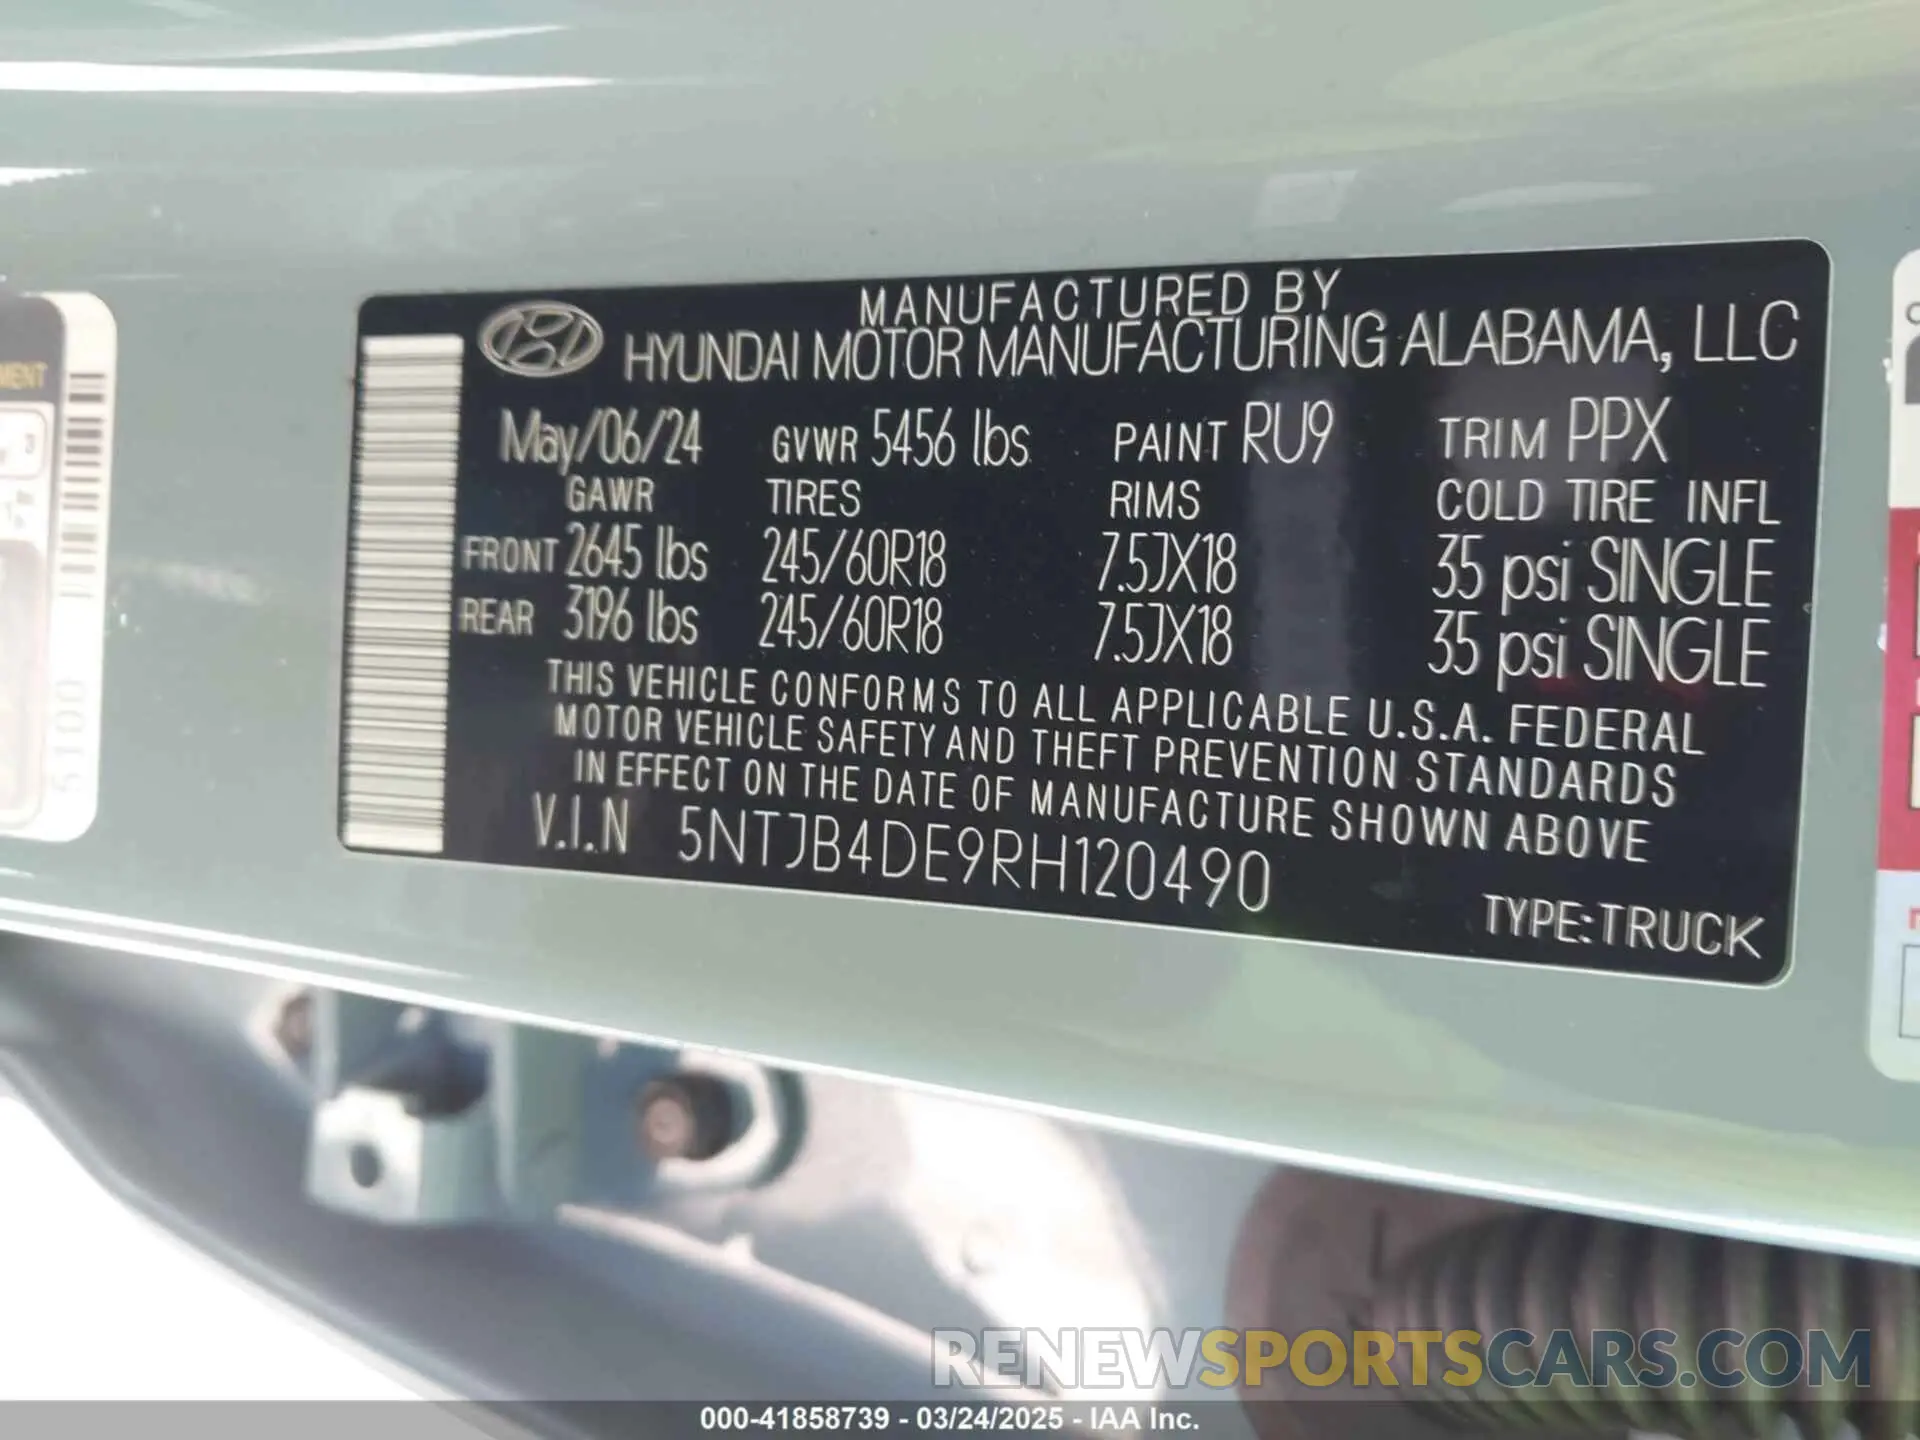 MANUFACTURED BY
HYUNDAI MOTOR MANUFACTURING ALABAMA, LLC
May/06/24 GVWR 5456 lbs PAINT RU9 TRIM PPX
GAWR TIRES RIMS COLD TIRE INFL
FRONT 2645 lbs 245/60R18 7.5JX18 35 psi SINGLE
REAR 3196 lbs 245/60R18 7.5JX18 35 psi SINGLE
THIS VEHICLE CONFORMS TO ALL APPLICABLE U.S.A. FEDERAL
MOTOR VEHICLE SAFETY AND THEFT PREVENTION STANDARDS
IN EFFECT ON THE DATE OF MANUFACTURE SHOWN ABOVE
V.I.N 5NTJB4DE9RH120490
TYPE:TRUCK
5100
RENEWSPORTSCARS.COM
000-41858739 - 03/24/2025 - IAA Inc.